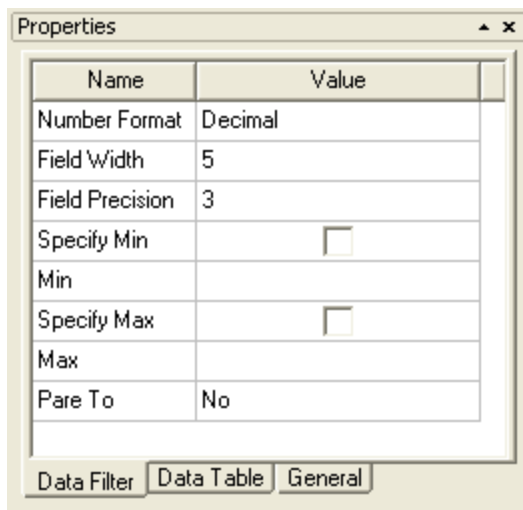 Properties
Name Value
Number Format Decimal
Field Width 5
Field Precision 3
Specify Min
Min
Specify Max
Max
Pare To No
Data Filter Data Table General